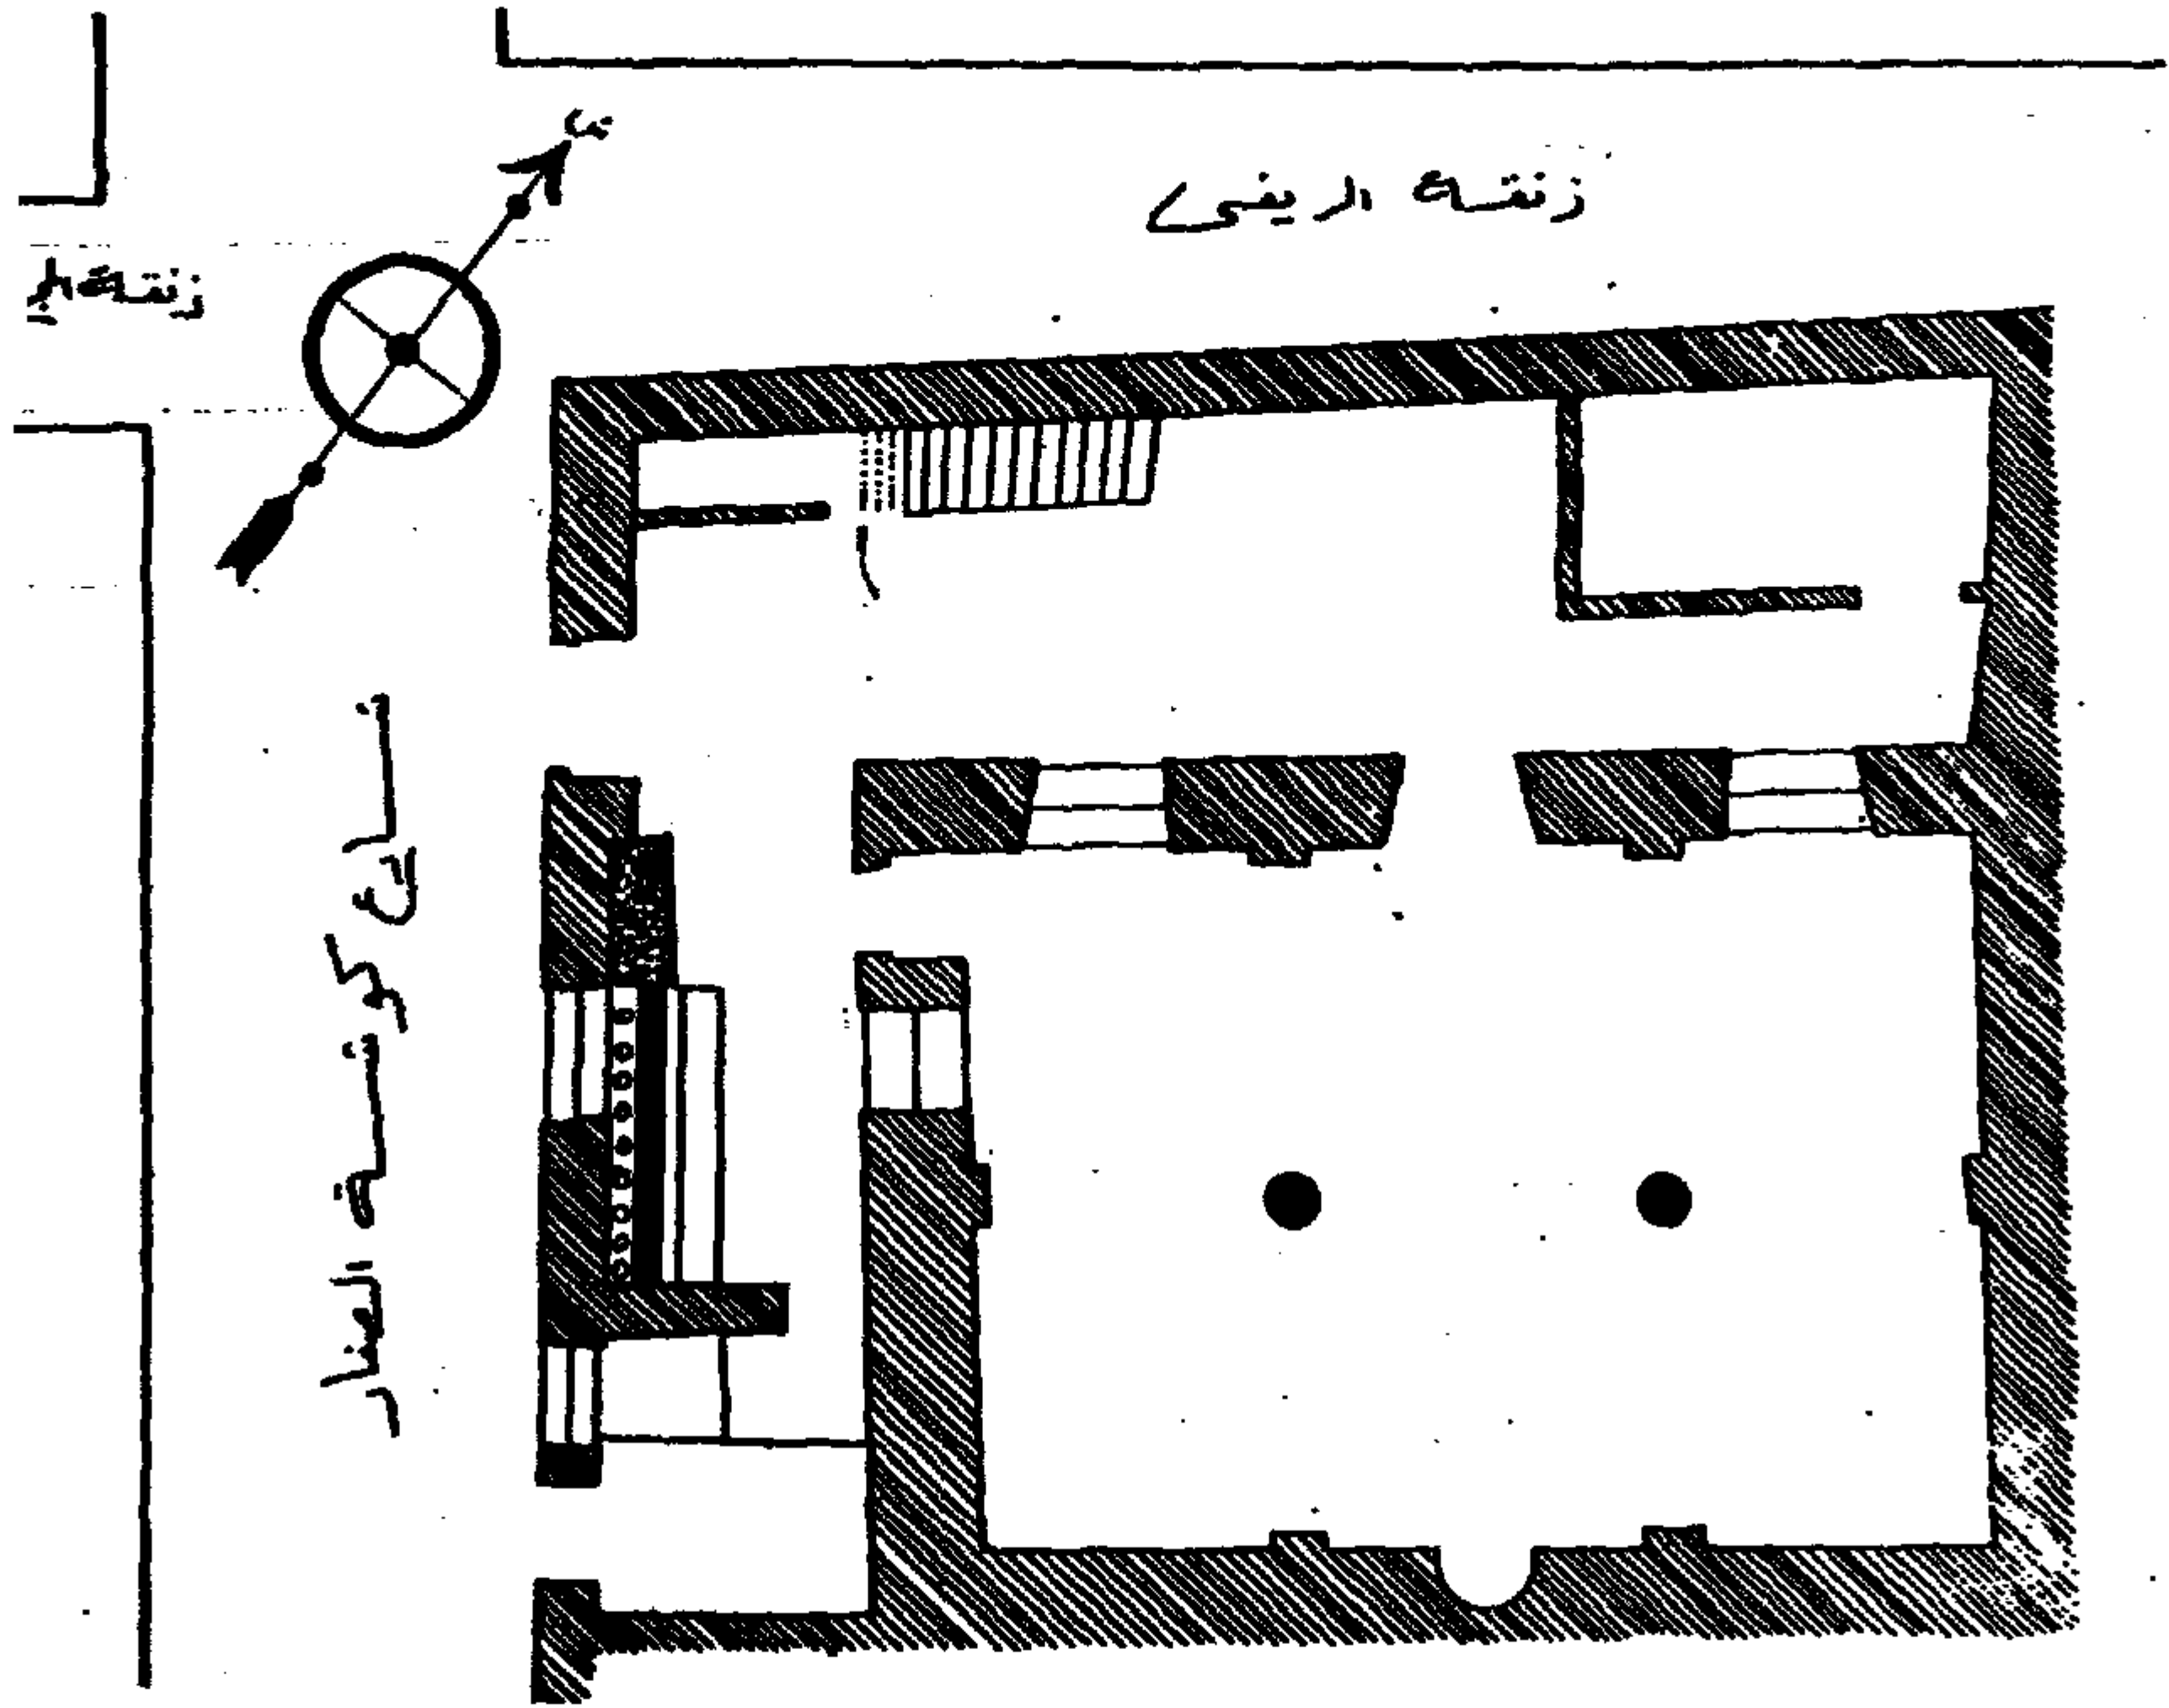 ش
زنقة الريفي
زنقة
شارع كوشة الصفار